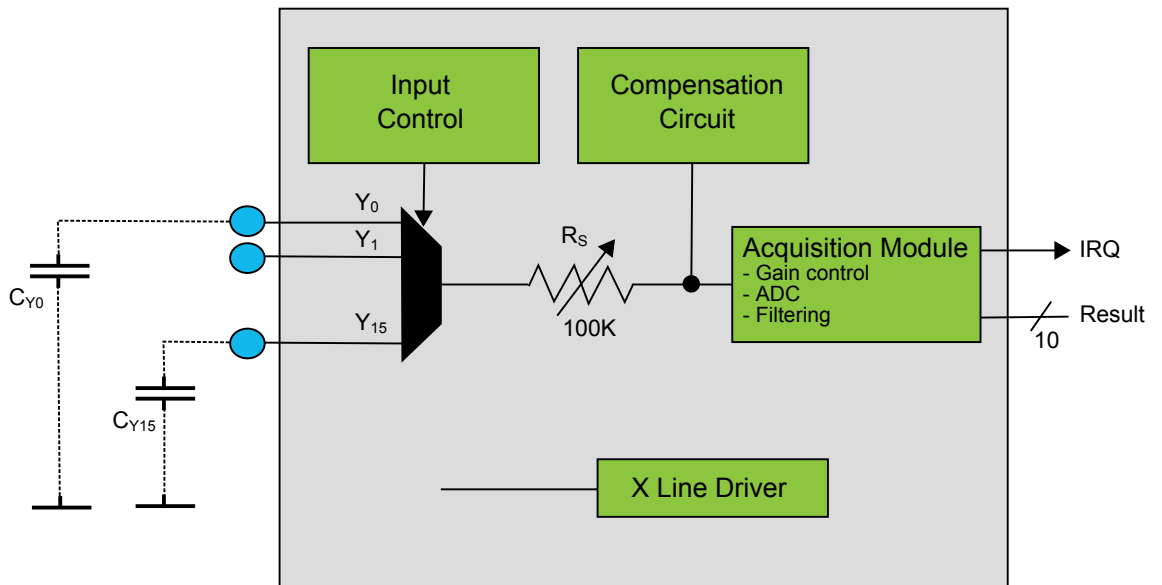 Input
Control
Compensation
Circuit
Y0
Y1
Y15
RS
100K
Acquisition Module
- Gain control
- ADC
- Filtering
IRQ
Result
10
CY0
CY15
X Line Driver